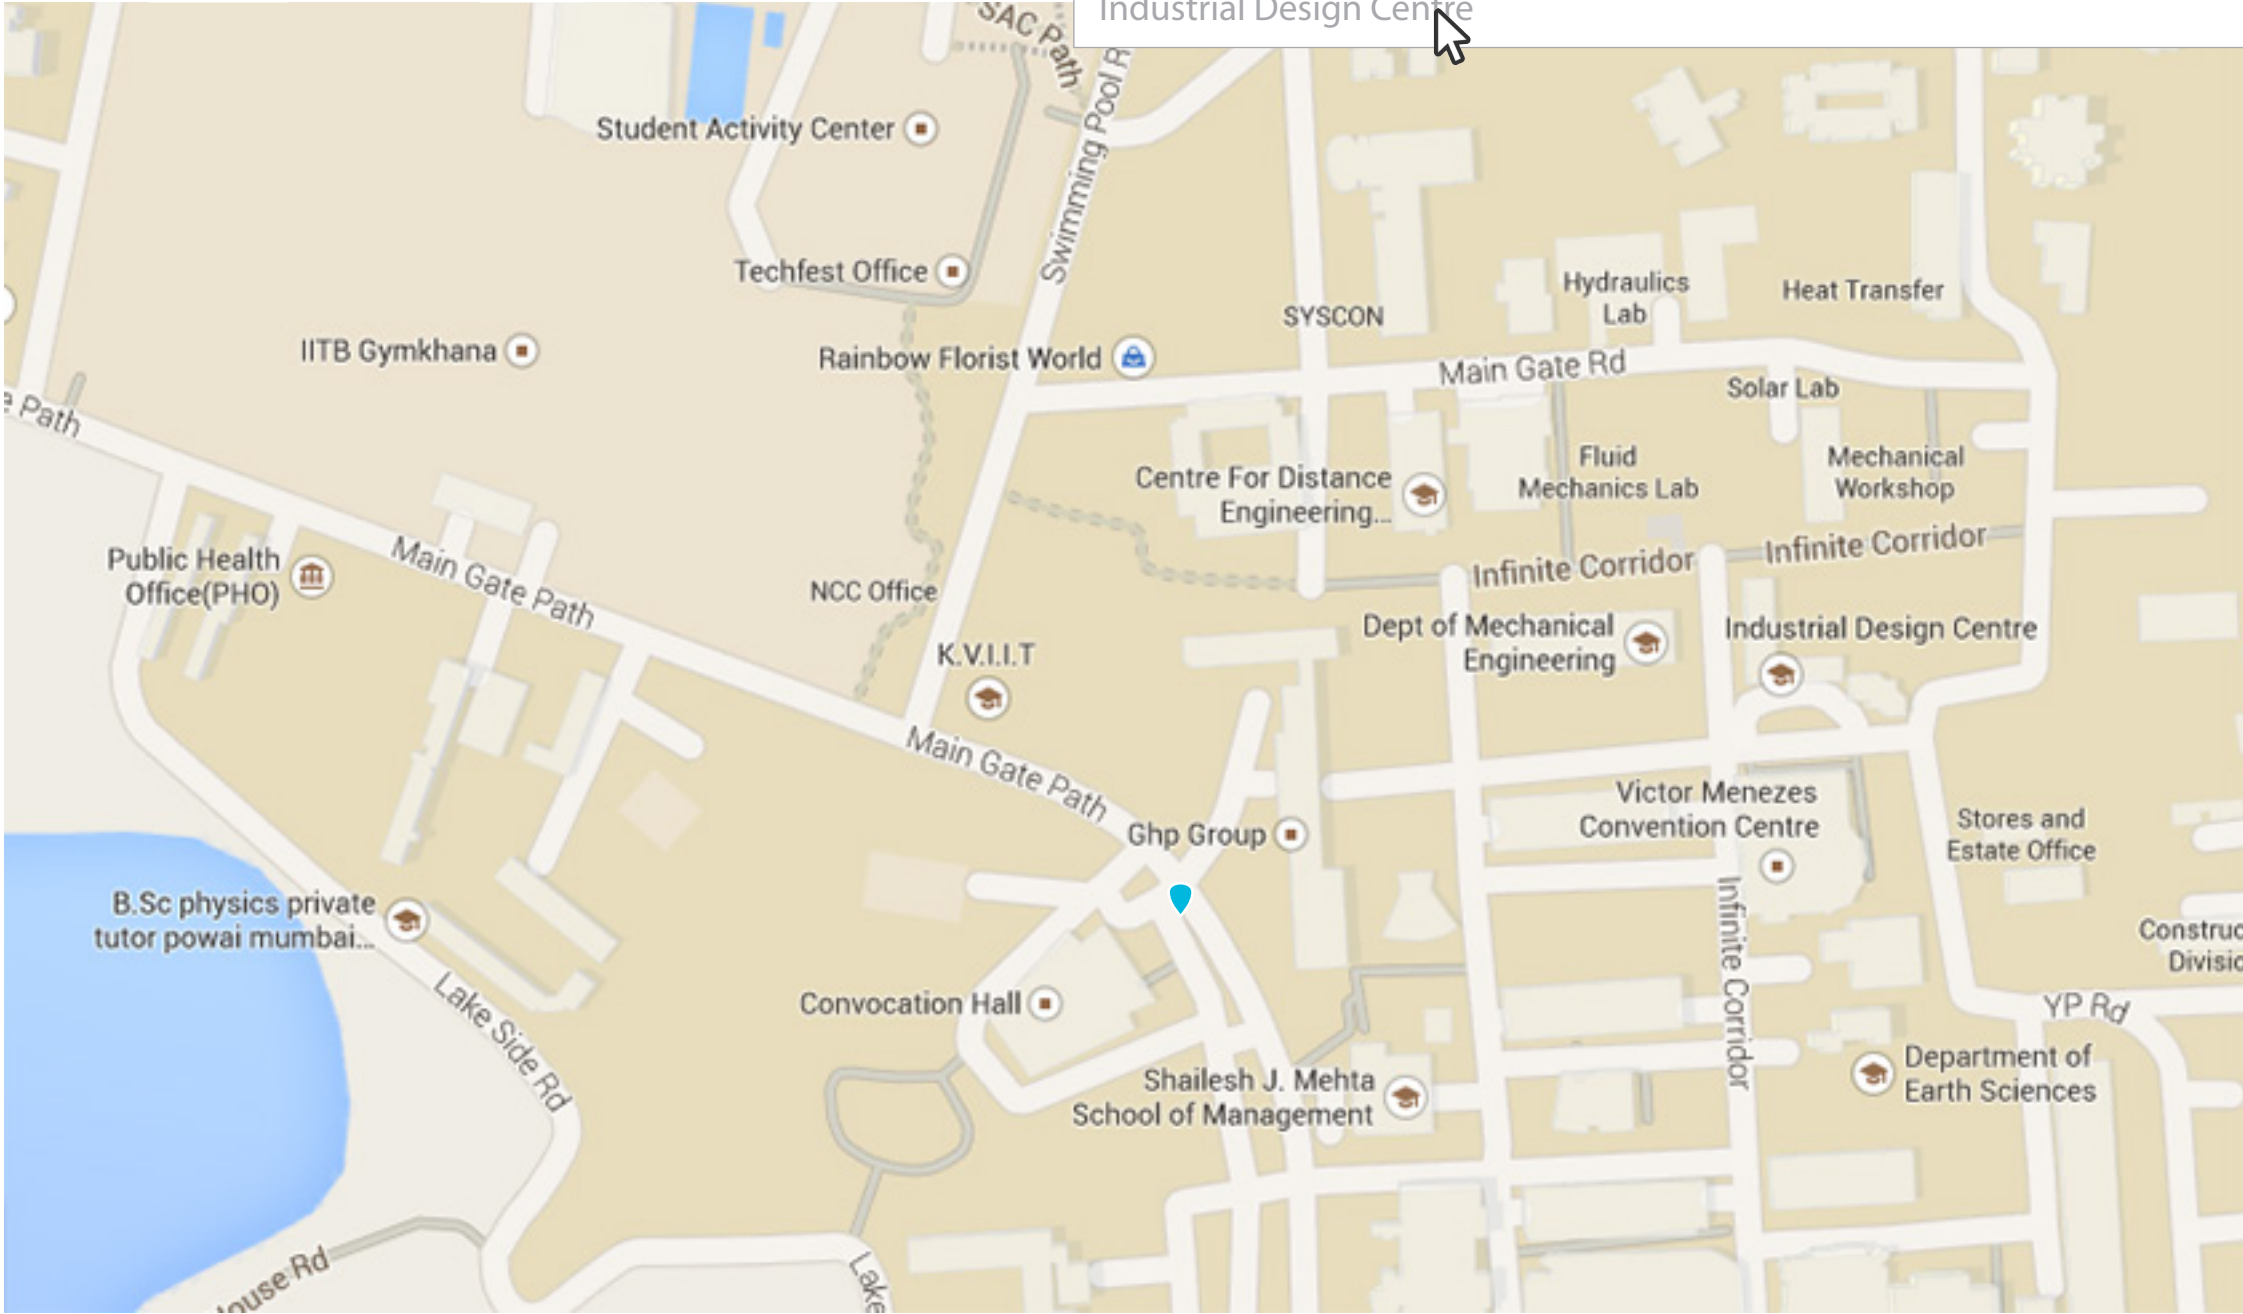 Industrial Design Centre
SAC Path
Swimming Pool R
Student Activity Center
Techfest Office
IITB Gymkhana
Rainbow Florist World
SYSCON
Hydraulics
Lab
Heat Transfer
Main Gate Rd
Solar Lab
e Path
Centre For Distance
Engineering...
Fluid
Mechanics Lab
Mechanical
Workshop
Infinite Corridor
Infinite Corridor
Public Health
Office(PHO)
Main Gate Path
NCC Office
K.V.I.I.T
Dept of Mechanical
Engineering
Industrial Design Centre
Main Gate Path
Ghp Group
Victor Menezes
Convention Centre
Stores and
Estate Office
B.Sc physics private
tutor powai mumbai...
Infinite Corridor
Construc
Divisio
Lake Side Rd
Convocation Hall
YP Rd
Shailesh J. Mehta
School of Management
Department of
Earth Sciences
House Rd
Lake